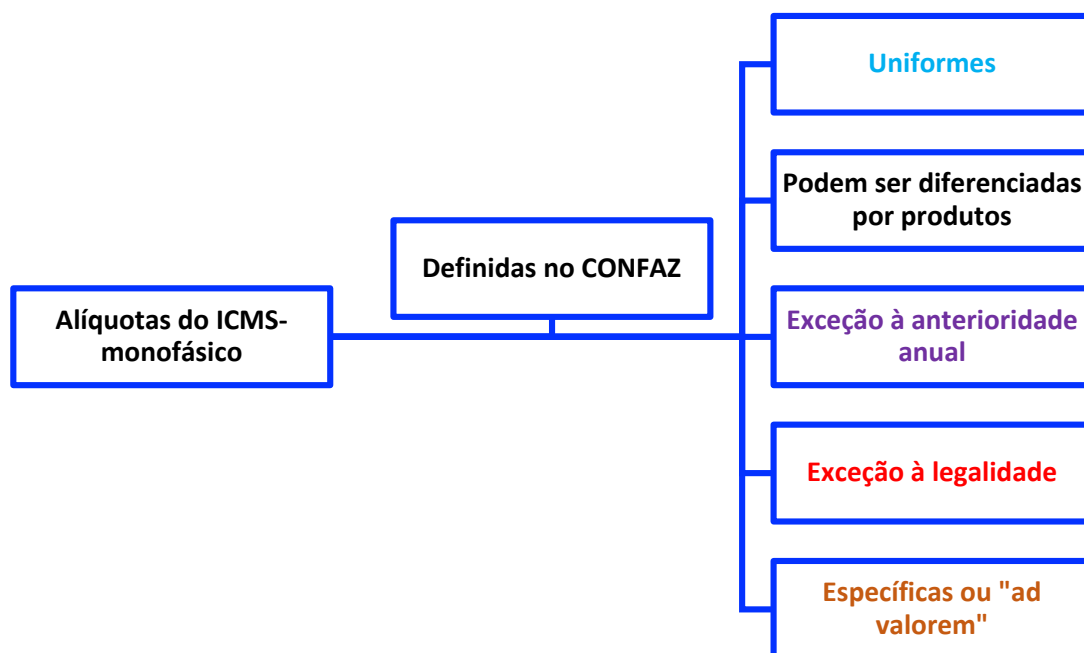 Alíquotas do ICMS-
monofásico
Definidas no CONFAZ
Uniformes
Podem ser diferenciadas
por produtos
Exceção à anterioridade
anual
Exceção à legalidade
Específicas ou "ad
valorem"